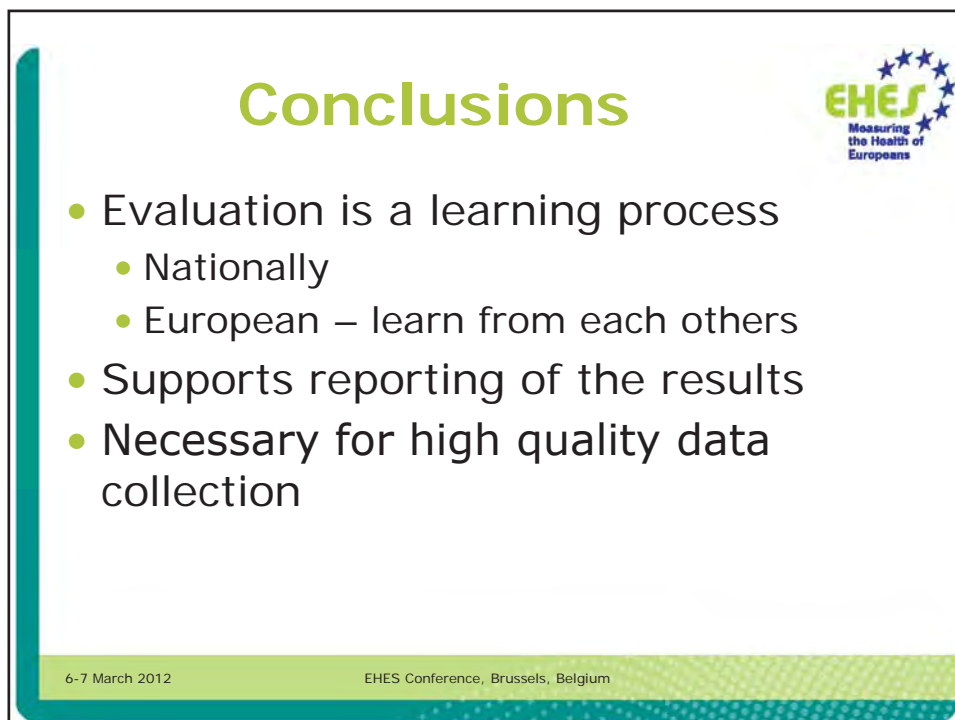 Conclusions
EHES
Measuring
the Health of
Europeans
• Evaluation is a learning process
• Nationally
• European – learn from each others
• Supports reporting of the results
• Necessary for high quality data
collection
6-7 March 2012
EHES Conference, Brussels, Belgium